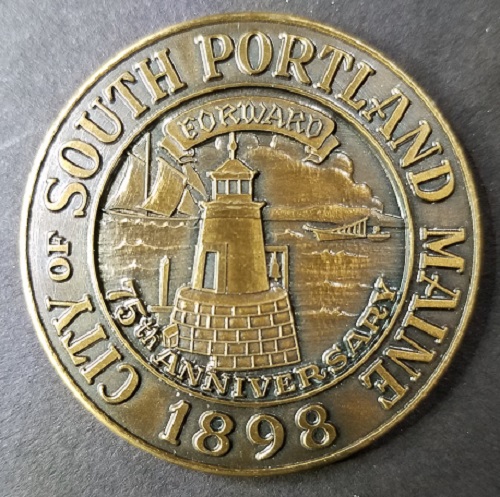 CITY OF SOUTH PORTLAND MAINE
FORWARD
75th ANNIVERSARY
1898